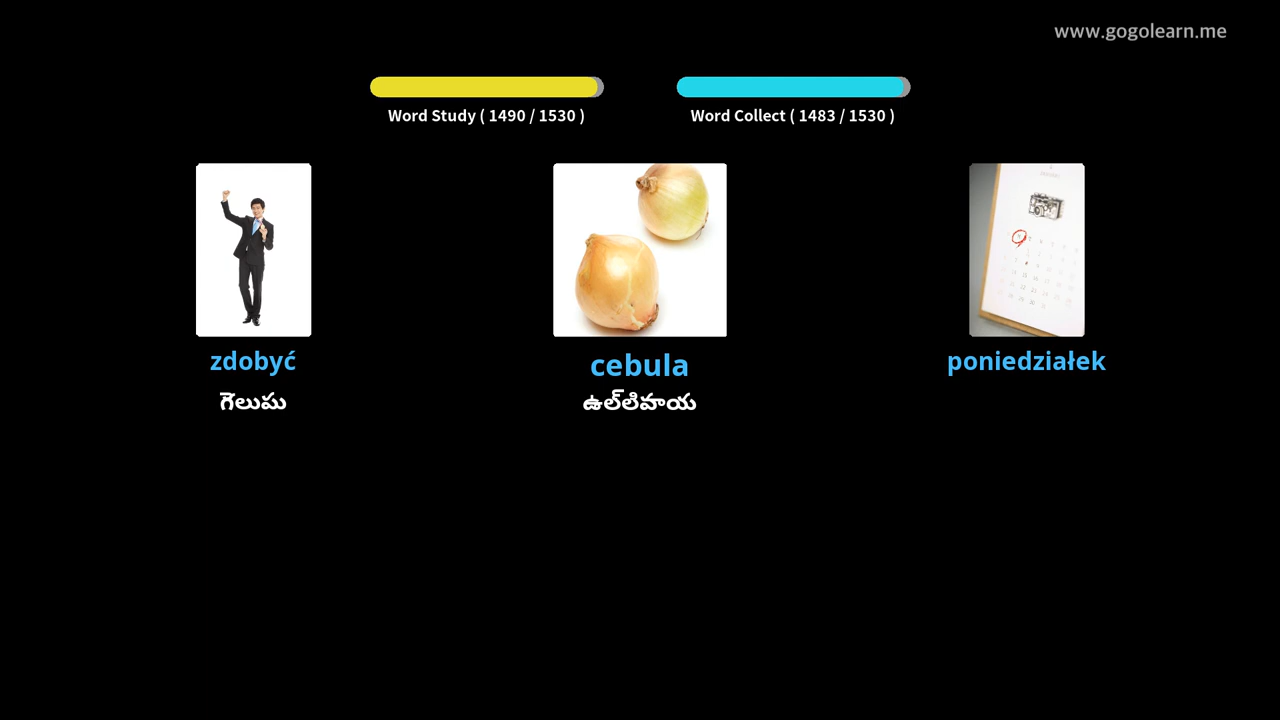 www.gogolearn.me
Word Study ( 1490 / 1530 )
Word Collect ( 1483 / 1530 )
zdobyć
cebula
poniedziałek
గెలుపు
ఉల్లివాయ